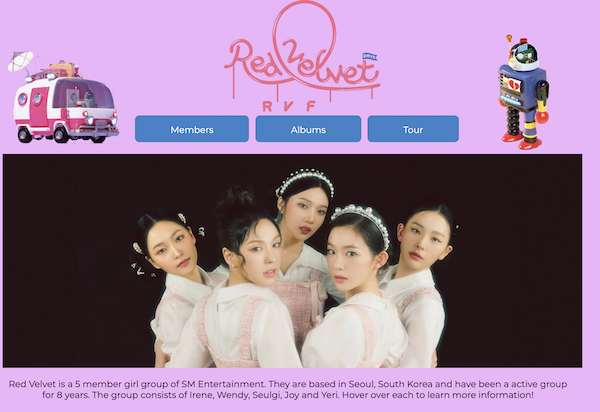 Red Velvet
RVF
Members Albums Tour
Red Velvet is a 5 member girl group of SM Entertainment. They are based in Seoul, South Korea and have been a active group
for 8 years. The group consists of Irene, Wendy, Seulgi, Joy and Yeri. Hover over each to learn more information!